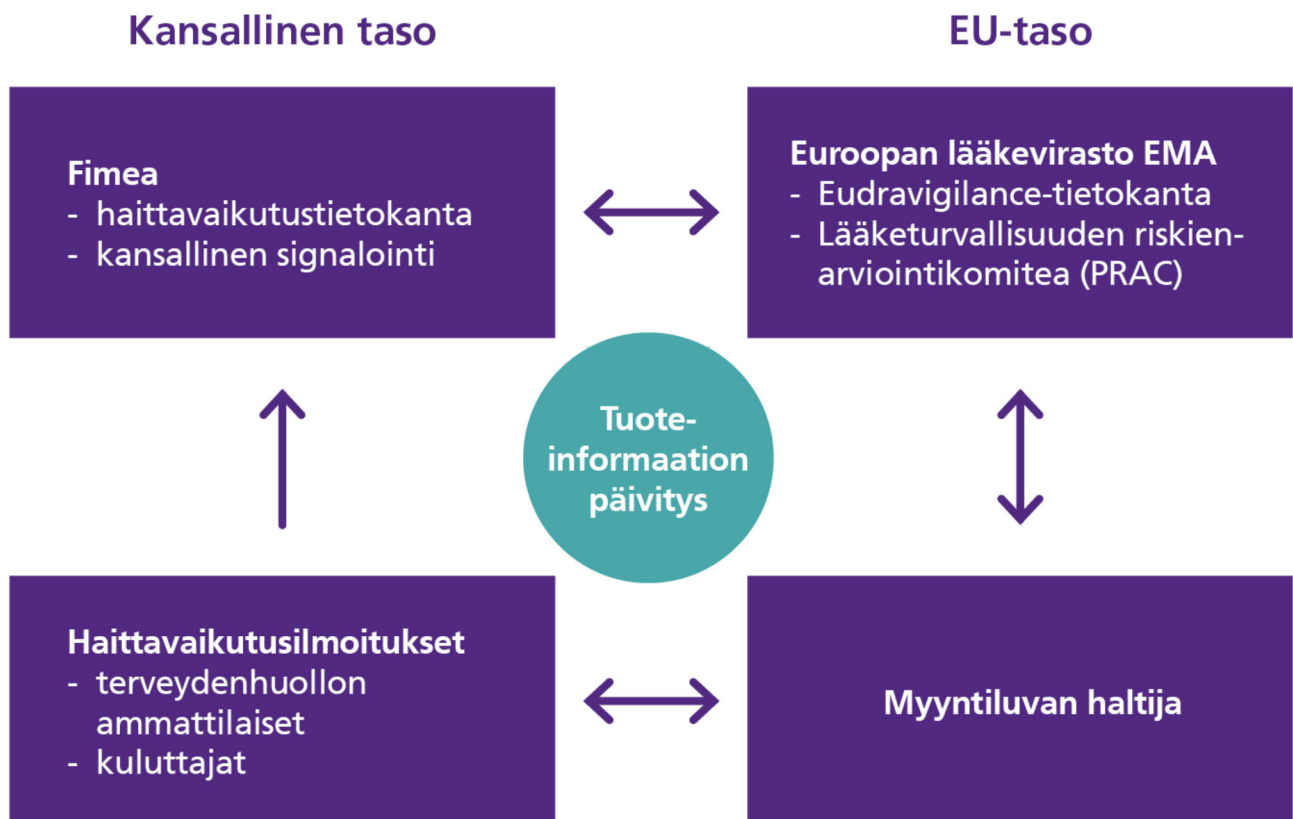 Kansallinen taso
EU-taso
Fimea
- haittavaikutustietokanta
- kansallinen signalointi
Euroopan lääkevirasto EMA
- Eudravigilance-tietokanta
- Lääketurvallisuuden riskien-
arviointikomitea (PRAC)
Tuote-
informaation
päivitys
Haittavaikutusilmoitukset
- terveydenhuollon
ammattilaiset
- kuluttajat
Myyntiluvan haltija